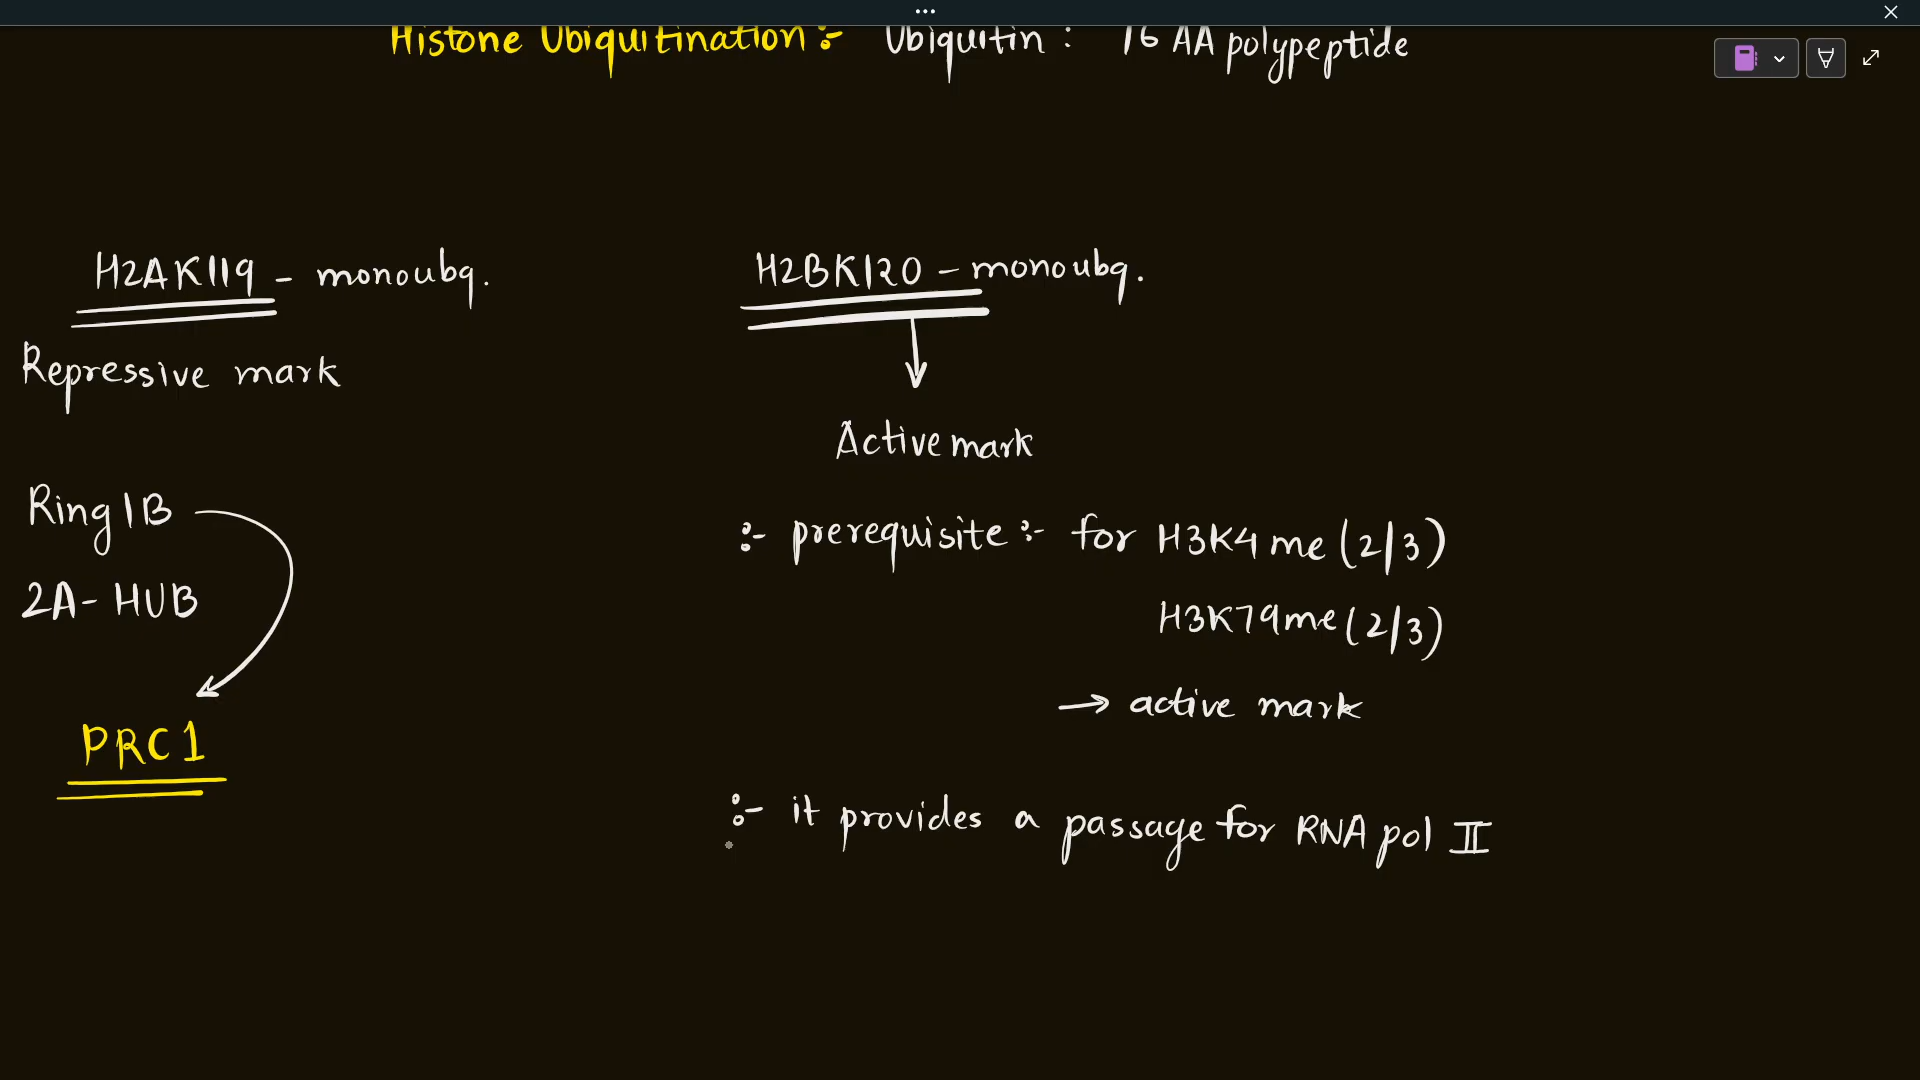 Histone Ubiquitination :- Ubiquitin : 76 AA polypeptide
H2AK119 - monoubq.
Repressive mark
Ring1B
2A-HUB
PRC1
H2BK120 - monoubq.
Active mark
:- prerequisite :- for H3K4me(2/3)
H3K79me(2/3)
→ active mark
:- it provides a passage for RNA pol II